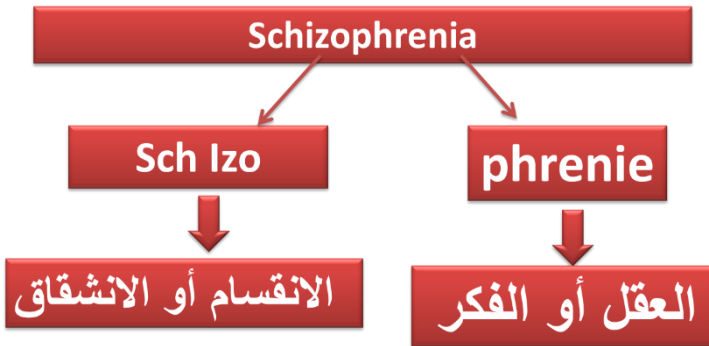 Schizophrenia
Sch Izo
phrenie
الانقسام أو الانشقاق
العقل أو الفكر